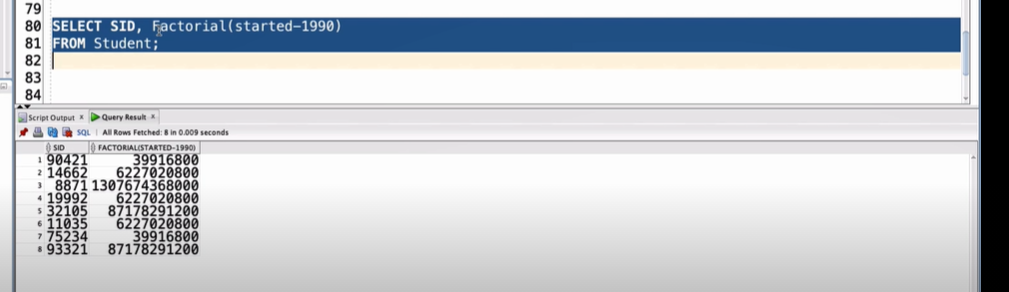 79
80 SELECT SID, Factorial(started-1990)
81 FROM Student;
82
83
84
Script Output x Query Result x
SQL | All Rows Fetched: 8 in 0.009 seconds
SID FACTORIAL(STARTED-1990)
1 90421 39916800
2 14662 6227020800
3 8871 1307674368000
4 19992 6227020800
5 32105 87178291200
6 11035 6227020800
7 75234 39916800
8 93321 87178291200